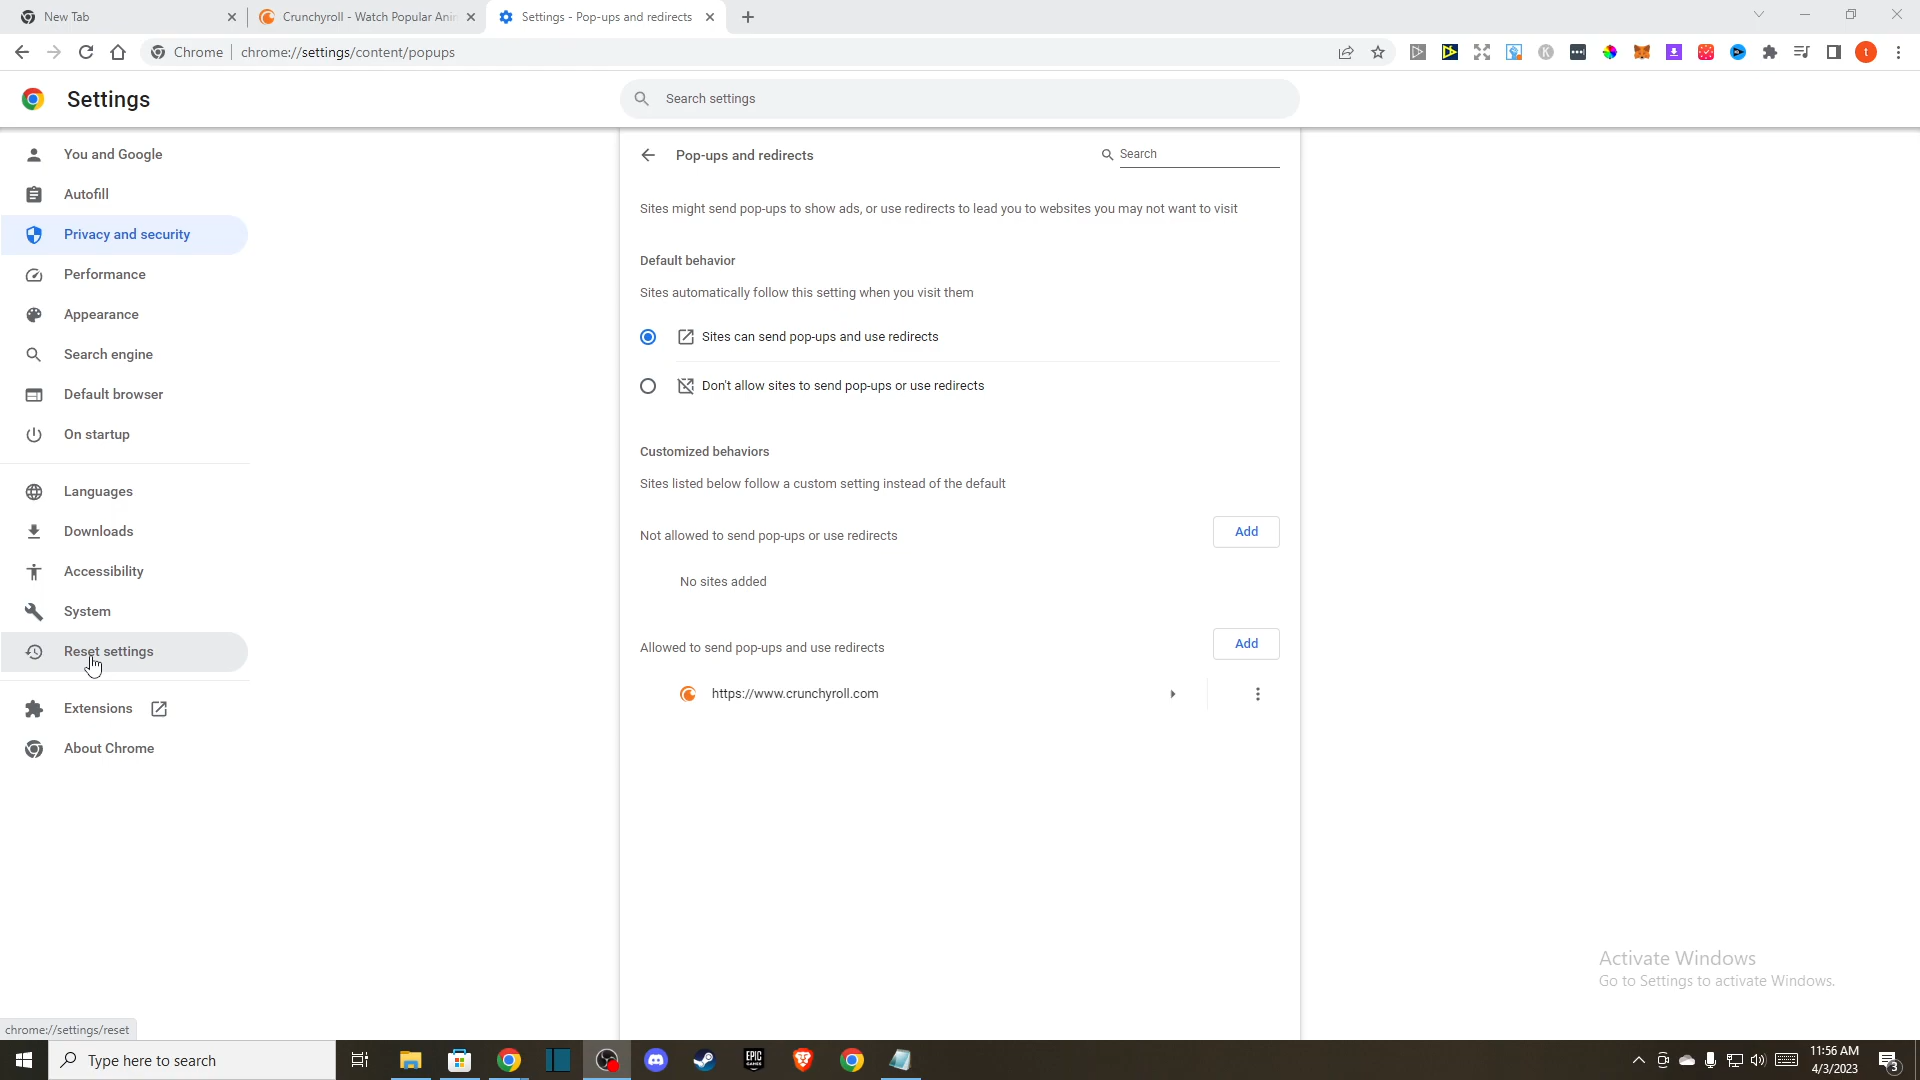 New Tab
Crunchyroll - Watch Popular Anim
Settings - Pop-ups and redirects
Chrome
chrome://settings/content/popups
t
Settings
Search settings
You and Google
Autofill
Privacy and security
Performance
Appearance
Search engine
Default browser
On startup
Languages
Downloads
Accessibility
System
Reset settings
Extensions
About Chrome
Pop-ups and redirects
Search
Sites might send pop-ups to show ads, or use redirects to lead you to websites you may not want to visit
Default behavior
Sites automatically follow this setting when you visit them
Sites can send pop-ups and use redirects
Don't allow sites to send pop-ups or use redirects
Customized behaviors
Sites listed below follow a custom setting instead of the default
Not allowed to send pop-ups or use redirects
Add
No sites added
Allowed to send pop-ups and use redirects
Add
https://www.crunchyroll.com
Activate Windows
Go to Settings to activate Windows.
chrome://settings/reset
Type here to search
EPIC
GAMES
11:56 AM
4/3/2023
3